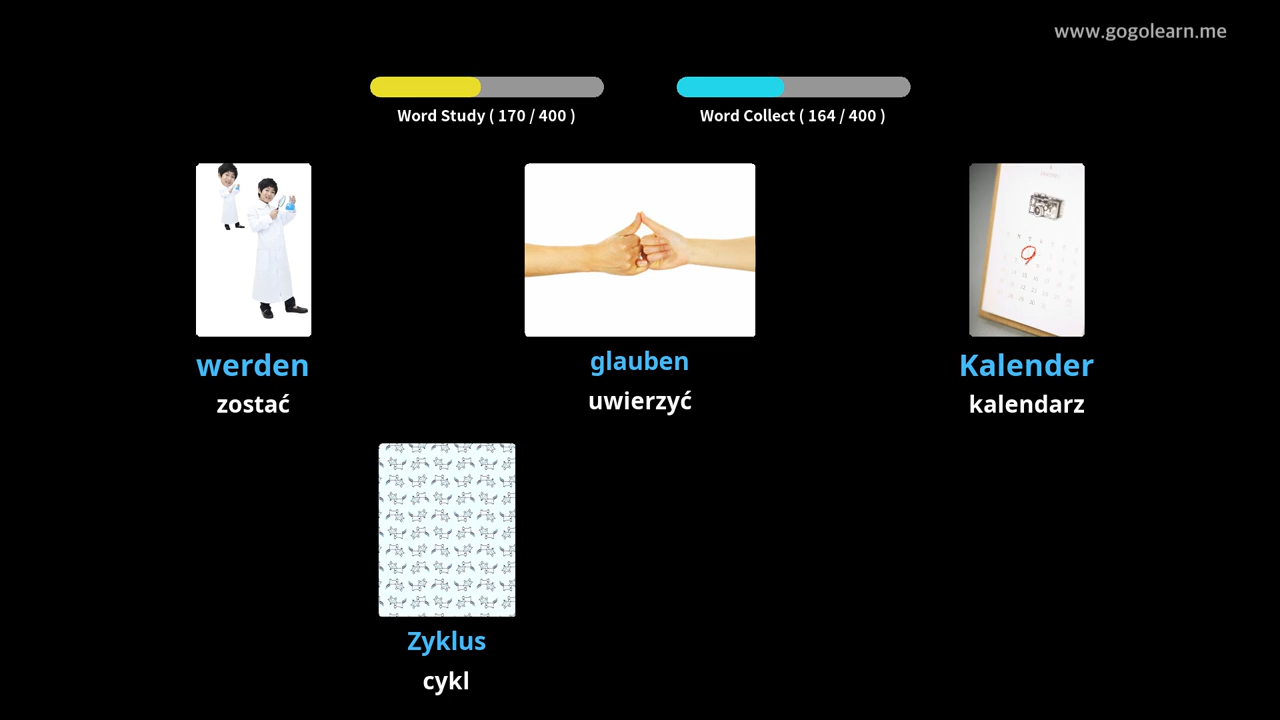 www.gogolearn.me
Word Study ( 170 / 400 )
Word Collect ( 164 / 400 )
werden
zostać
glauben
uwierzyć
Kalender
kalendarz
Zyklus
cykl